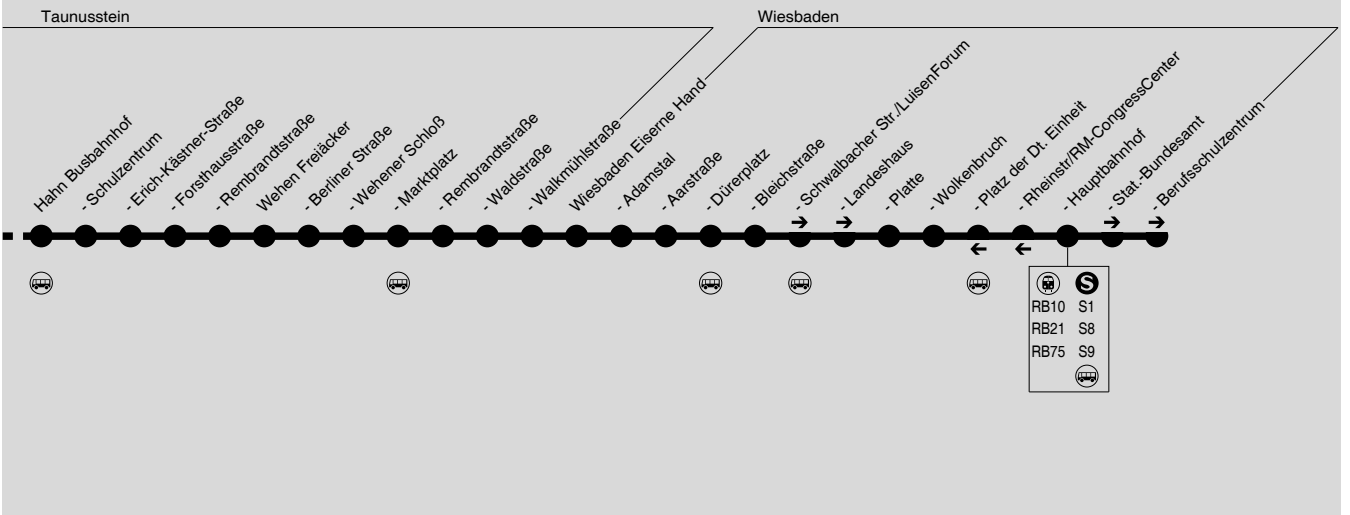 Taunusstein
Wiesbaden
Hahn Busbahnhof
- Schulzentrum
- Erich-Kästner-Straße
- Forsthausstraße
- Rembrandtstraße
Wehen Freiäcker
- Berliner Straße
- Wehener Schloß
- Marktplatz
- Rembrandtstraße
- Waldstraße
- Walkmühlstraße
Wiesbaden Eiserne Hand
- Adamstal
- Aarstraße
- Dürerplatz
- Bleichstraße
- Schwalbacher Str./LuisenForum
- Landeshaus
- Platte
- Wolkenbruch
- Platz der Dt. Einheit
- Rheinstr/RM-CongressCenter
- Hauptbahnhof
- Stat.-Bundesamt
- Berufsschulzentrum
S
RB10 S1
RB21 S8
RB75 S9